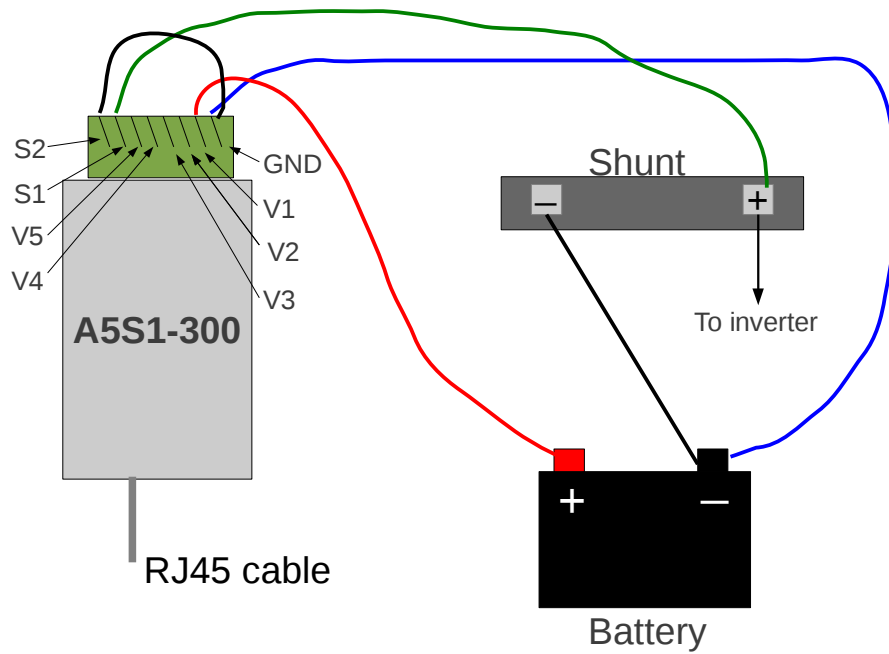 S2
S1
V5
V4
GND
V1
V2
V3
A5S1-300
RJ45 cable
Shunt
– +
To inverter
+ –
Battery